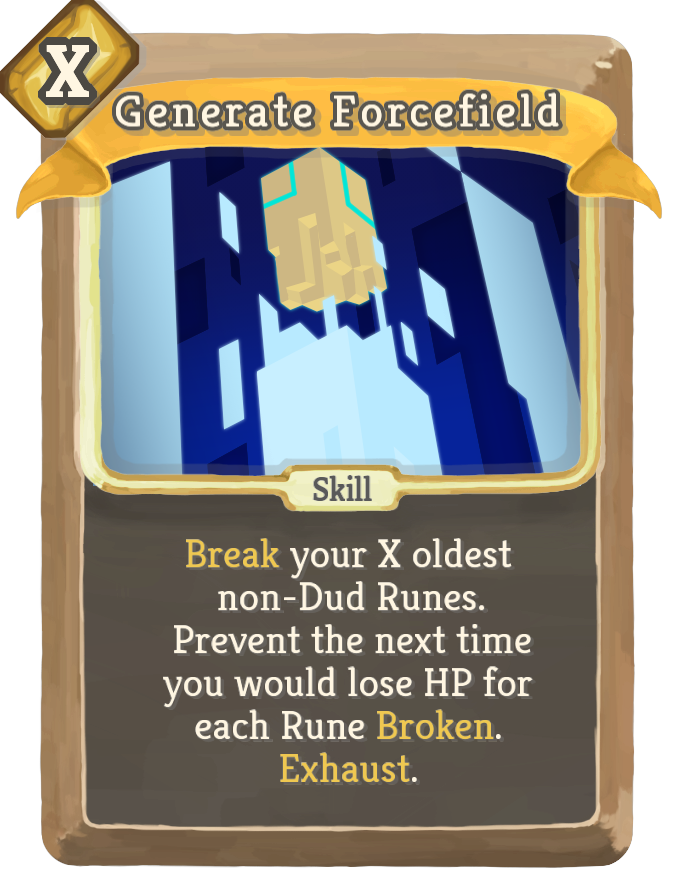 X
Generate Forcefield
Skill
Break your X oldest
non-Dud Runes.
Prevent the next time
you would lose HP for
each Rune Broken.
Exhaust.